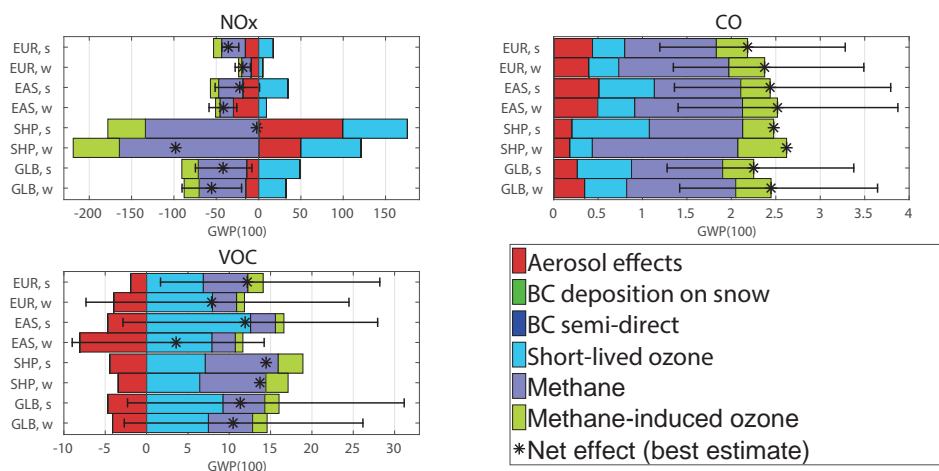 NOx
EUR, s
EUR, w
EAS, s
EAS, w
SHP, s
SHP, w
GLB, s
GLB, w
-200 -150 -100 -50 0 50 100 150
GWP(100)
CO
EUR, s
EUR, w
EAS, s
EAS, w
SHP, s
SHP, w
GLB, s
GLB, w
0 0.5 1 1.5 2 2.5 3 3.5 4
GWP(100)
VOC
EUR, s
EUR, w
EAS, s
EAS, w
SHP, s
SHP, w
GLB, s
GLB, w
-10 -5 0 5 10 15 20 25 30
GWP(100)
Aerosol effects
BC deposition on snow
BC semi-direct
Short-lived ozone
Methane
Methane-induced ozone
Net effect (best estimate)